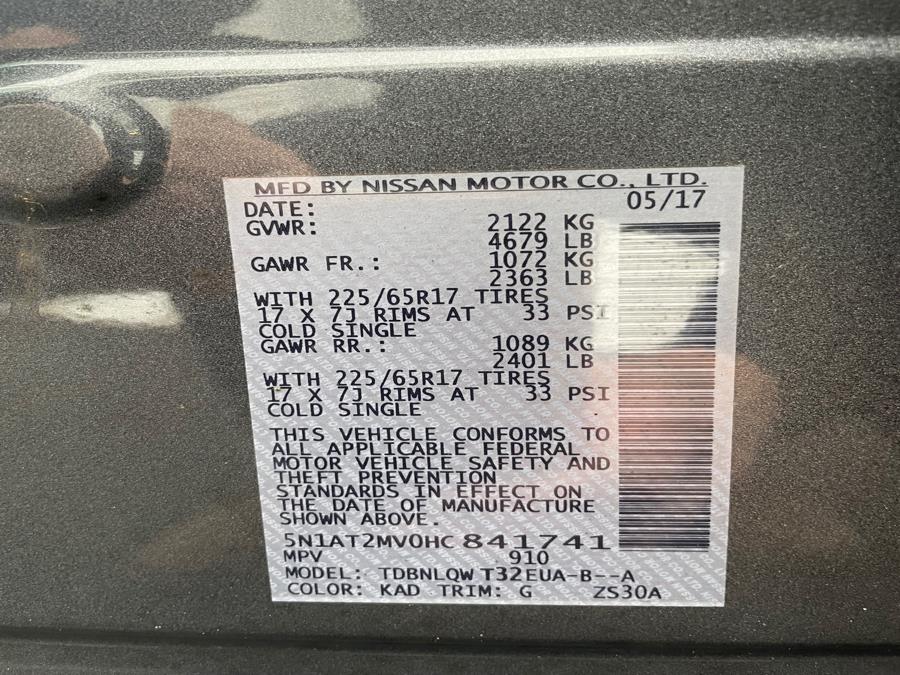 MFD BY NISSAN MOTOR CO., LTD.
DATE: 05/17
GVWR: 2122 KG
4679 LB
GAWR FR.: 1072 KG
2363 LB
WITH 225/65R17 TIRES
17 X 7J RIMS AT 33 PSI
COLD SINGLE
GAWR RR.: 1089 KG
2401 LB
WITH 225/65R17 TIRES
17 X 7J RIMS AT 33 PSI
COLD SINGLE
THIS VEHICLE CONFORMS TO
ALL APPLICABLE FEDERAL
MOTOR VEHICLE SAFETY AND
THEFT PREVENTION
STANDARDS IN EFFECT ON
THE DATE OF MANUFACTURE
SHOWN ABOVE.
5N1AT2MV0HC 841741
MPV 910
MODEL: TDBNLQW T32EUA-B--A
COLOR: KAD TRIM: G ZS30A